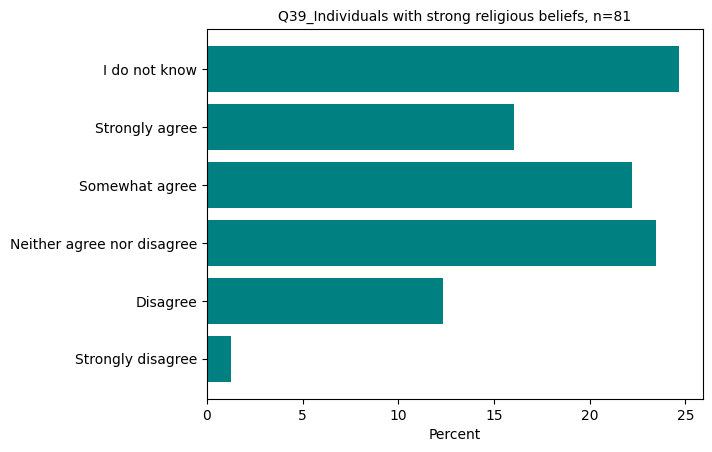 Q39_Individuals with strong religious beliefs, n=81
I do not know
Strongly agree
Somewhat agree
Neither agree nor disagree
Disagree
Strongly disagree
0 5 10 15 20 25
Percent